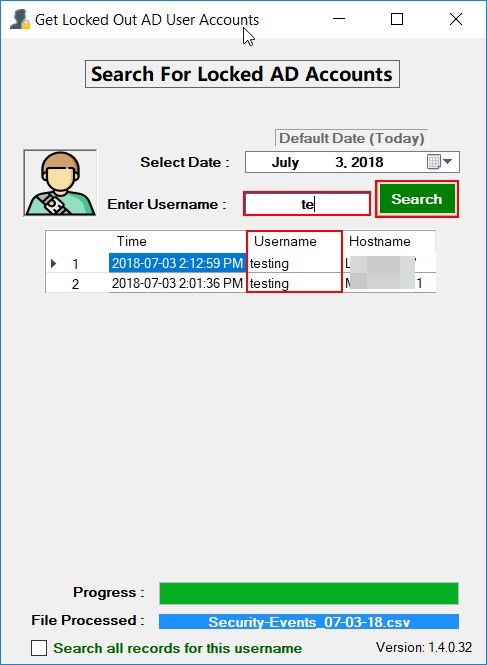 Get Locked Out AD User Accounts
Search For Locked AD Accounts
Default Date (Today)
Select Date : July 3, 2018
Enter Username : te Search
Time Username Hostname
1 2018-07-03 2:12:59 PM testing
2 2018-07-03 2:01:36 PM testing
Progress :
File Processed : Security-Events_07-03-18.csv
Search all records for this username Version: 1.4.0.32